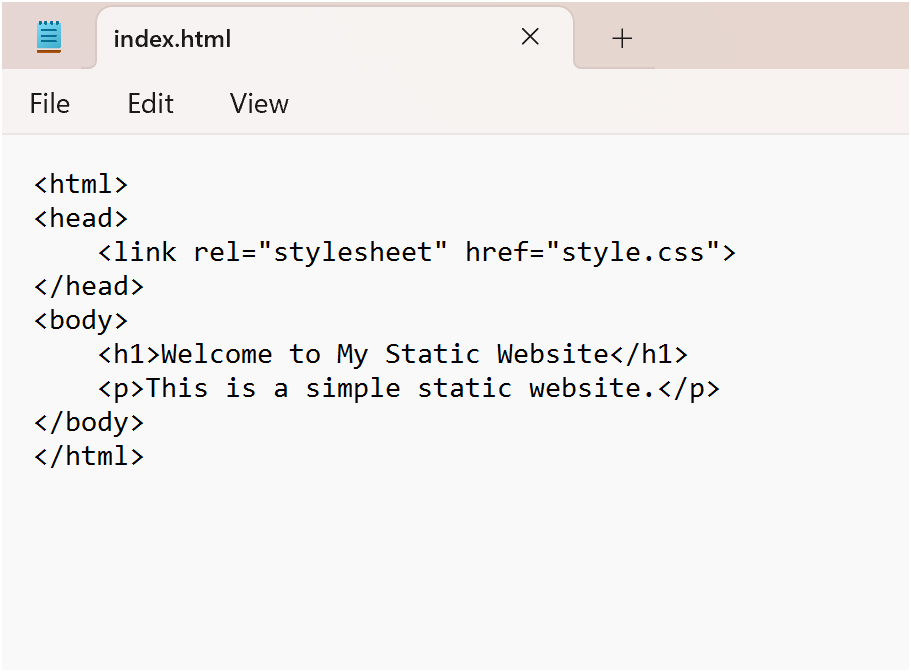 index.html
File Edit View
<html>
<head>
    <link rel="stylesheet" href="style.css">
</head>
<body>
    <h1>Welcome to My Static Website</h1>
    <p>This is a simple static website.</p>
</body>
</html>